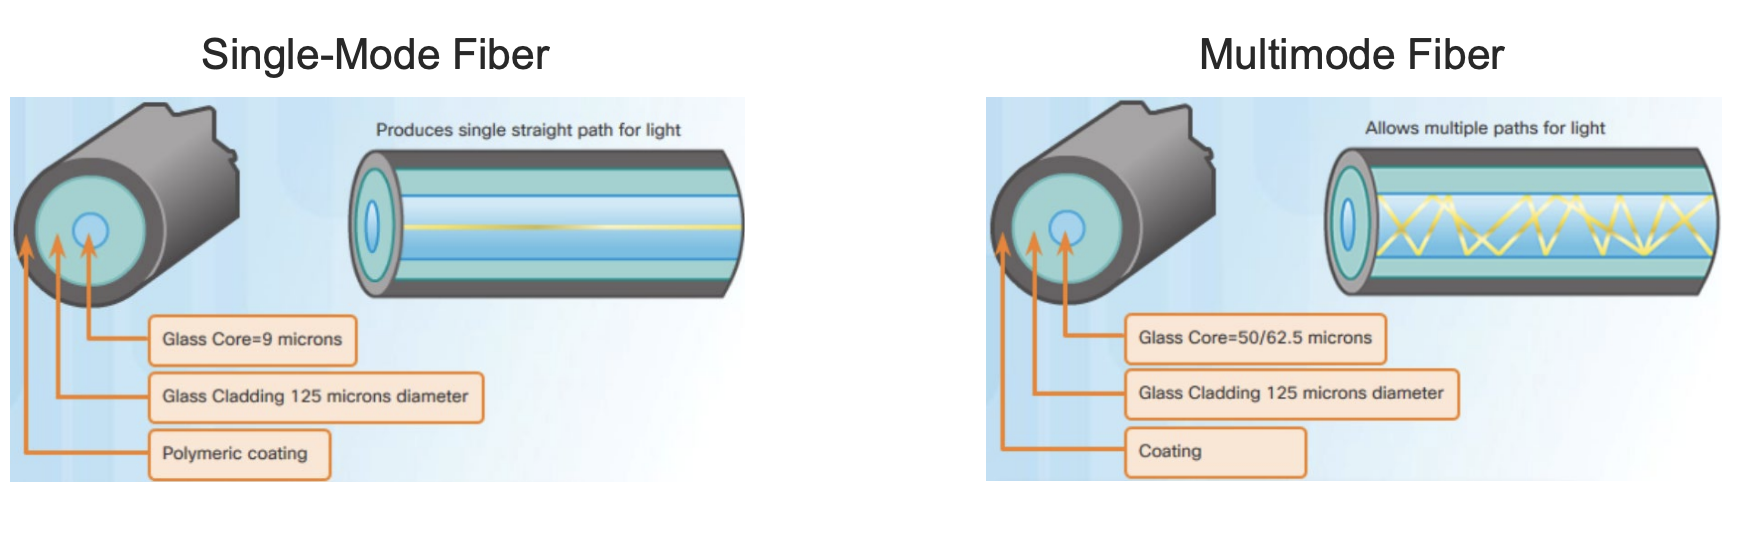 Single-Mode Fiber
Produces single straight path for light
Glass Core=9 microns
Glass Cladding 125 microns diameter
Polymeric coating
Multimode Fiber
Allows multiple paths for light
Glass Core=50/62.5 microns
Glass Cladding 125 microns diameter
Coating